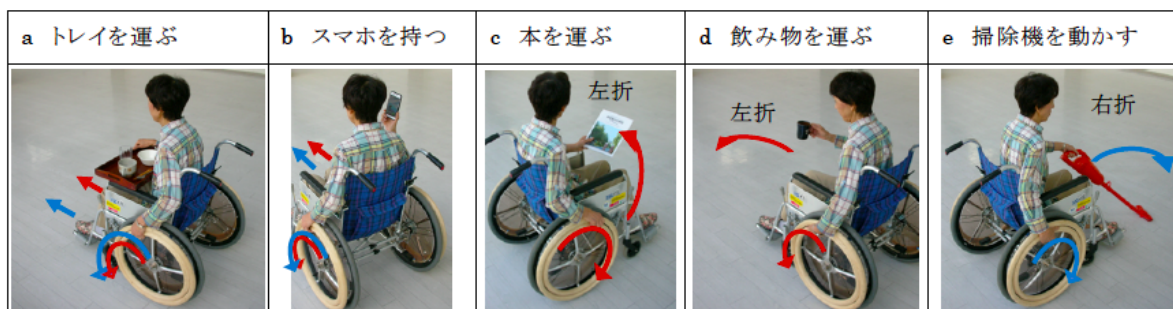 a トレイを運ぶ
b スマホを持つ
c 本を運ぶ
d 飲み物を運ぶ
e 掃除機を動かす
左折
左折
右折